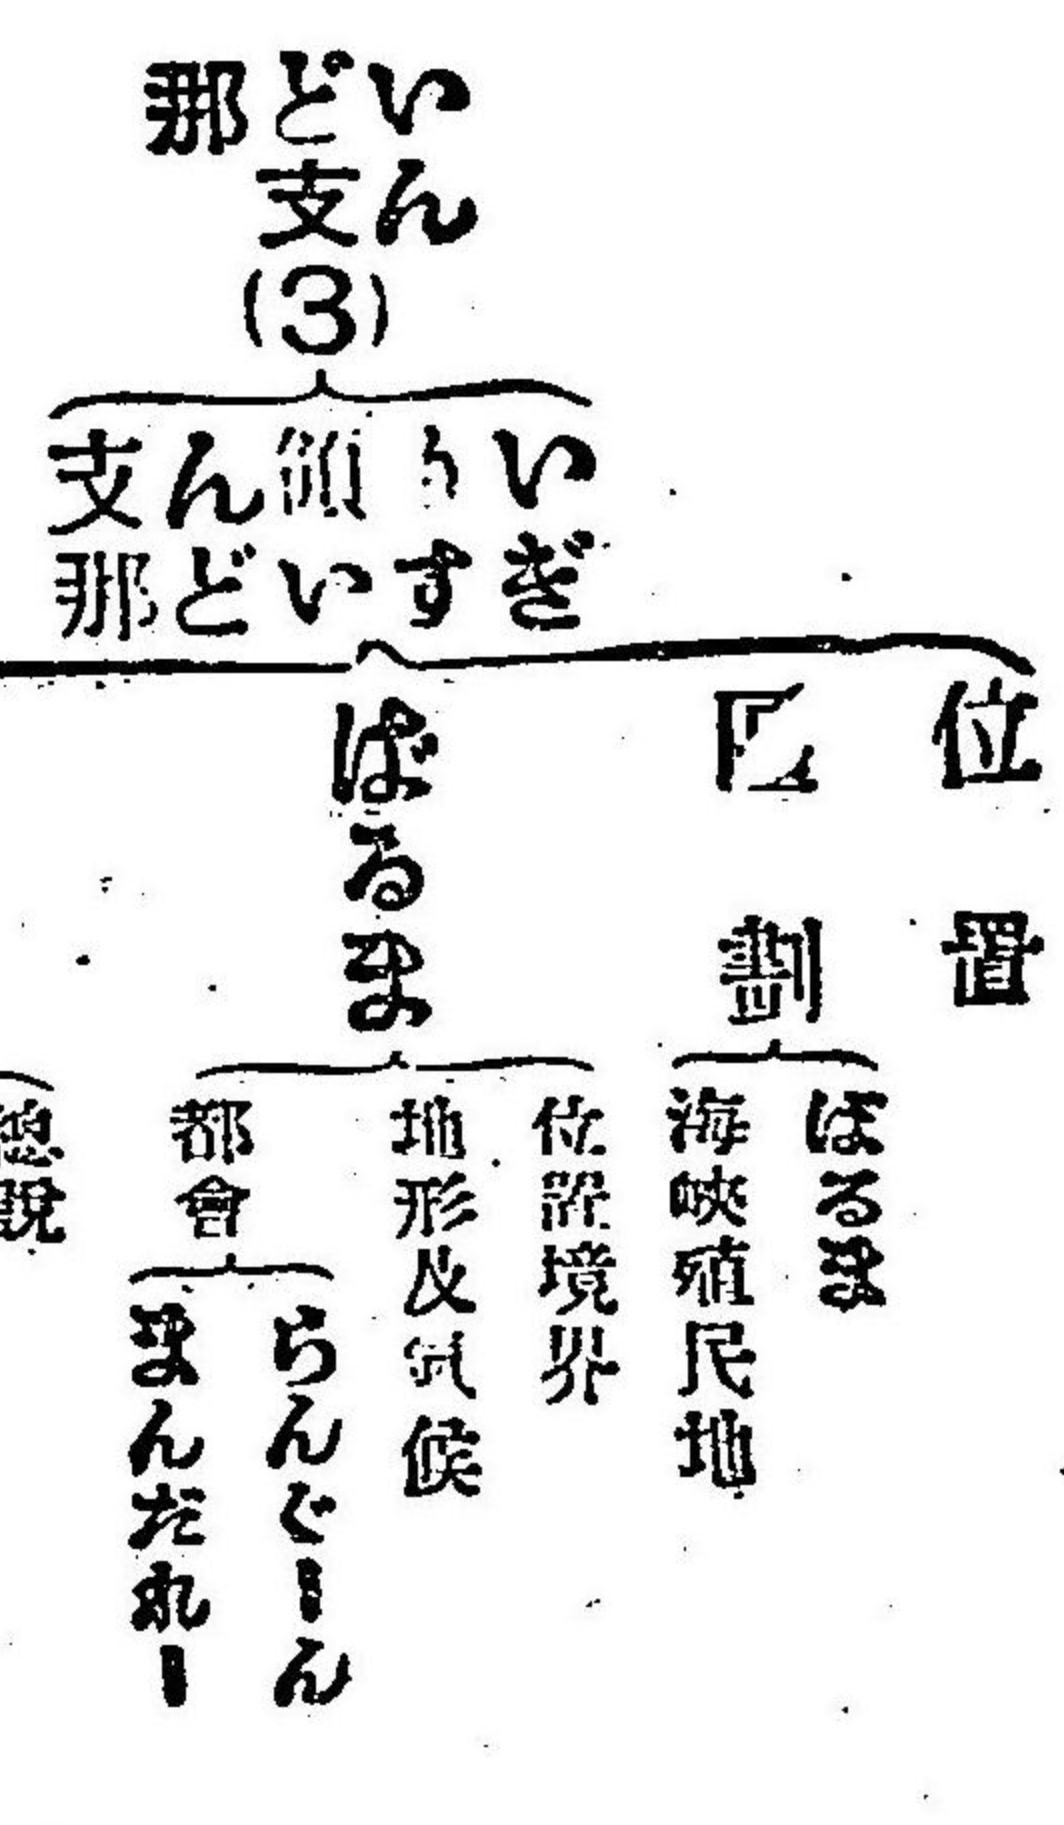 いん
ど支
那
(3)
いぎ
りす
領い
んど
支那
位置
区劃
ばるま
海峽殖民地
ばるま
位置境界
地形及気候
都會
らんぐーん
まんだれー
總說